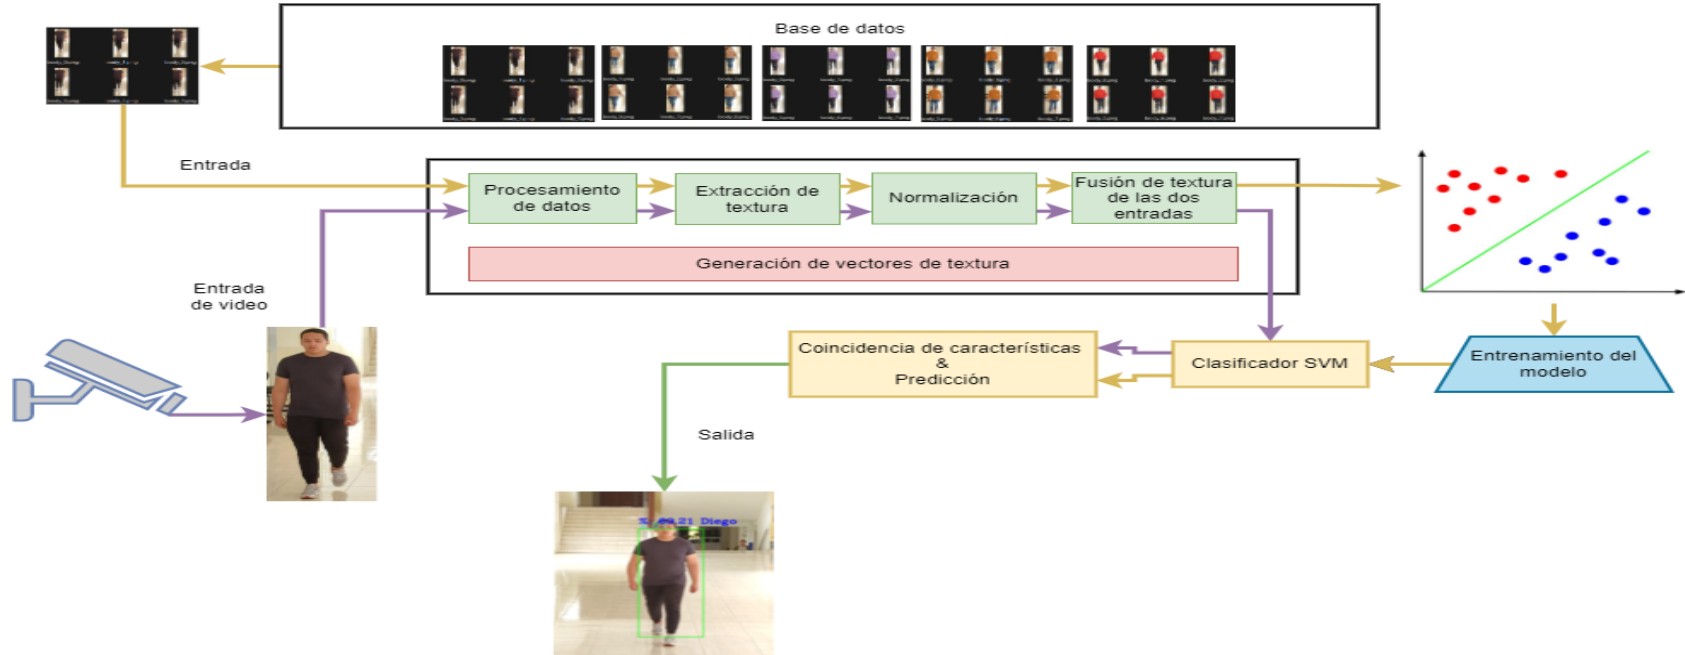 Base de datos
Entrada
Procesamiento
de datos
Extracción de
textura
Normalización
Fusión de textura
de las dos
entradas
Generación de vectores de textura
Entrada
de video
Coincidencia de características
&
Predicción
Clasificador SVM
Entrenamiento del
modelo
Salida
21 Diego